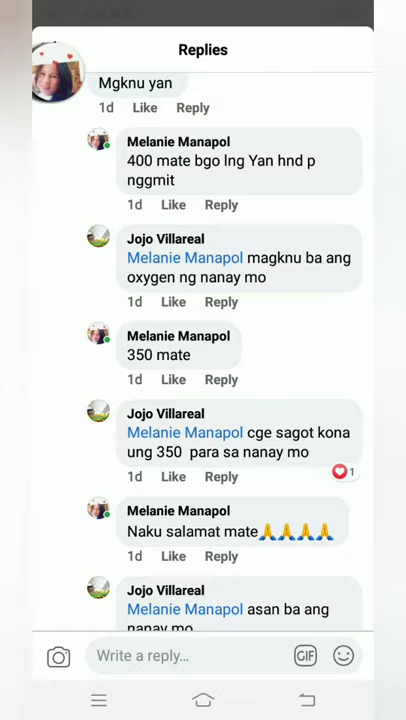 Replies
Mgknu yan
1d Like Reply
Melanie Manapol
400 mate bgo lng Yan hnd p
nggmit
1d Like Reply
Jojo Villareal
Melanie Manapol magknu ba ang
oxygen ng nanay mo
1d Like Reply
Melanie Manapol
350 mate
1d Like Reply
Jojo Villareal
Melanie Manapol cge sagot kona
ung 350 para sa nanay mo
1d Like Reply
1
Melanie Manapol
Naku salamat mate🙏🙏🙏🙏
1d Like Reply
Jojo Villareal
Melanie Manapol asan ba ang
nanay mo
Write a reply...
GIF